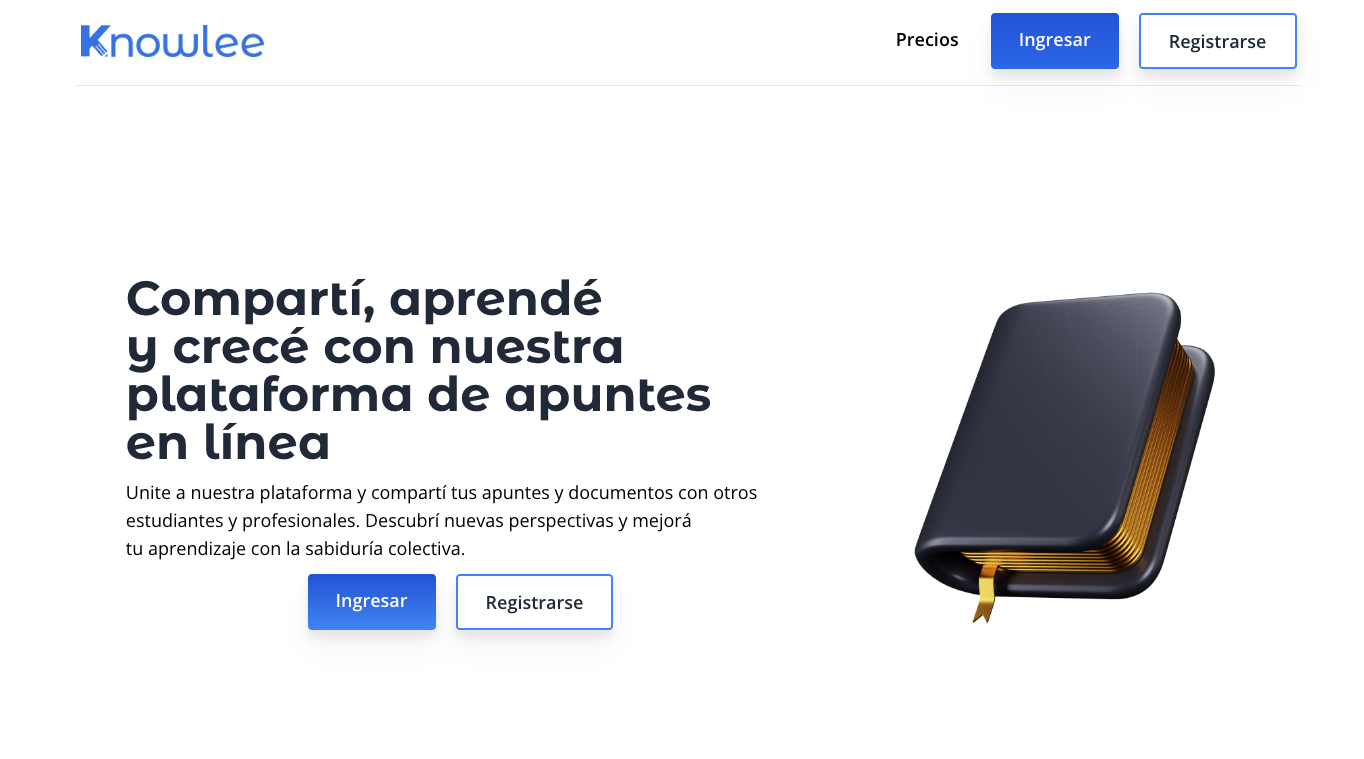 Knowlee
Precios
Ingresar
Registrarse
Compartí, aprendé
y crecé con nuestra
plataforma de apuntes
en línea
Unite a nuestra plataforma y compartí tus apuntes y documentos con otros
estudiantes y profesionales. Descubrí nuevas perspectivas y mejorá
tu aprendizaje con la sabiduría colectiva.
Ingresar
Registrarse